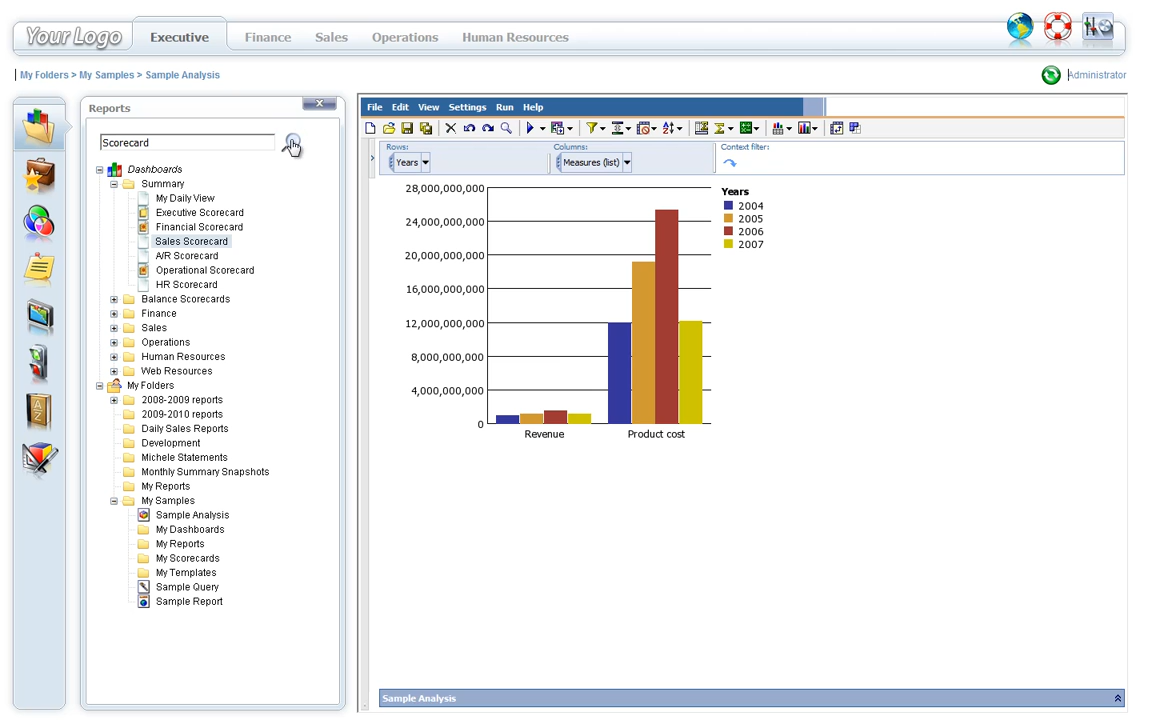 Your Logo
Executive
Finance
Sales
Operations
Human Resources
My Folders > My Samples > Sample Analysis
Administrator
Reports
Scorecard
Dashboards
Summary
My Daily View
Executive Scorecard
Financial Scorecard
Sales Scorecard
A/R Scorecard
Operational Scorecard
HR Scorecard
Balance Scorecards
Finance
Sales
Operations
Human Resources
Web Resources
My Folders
2008-2009 reports
2009-2010 reports
Daily Sales Reports
Development
Michele Statements
Monthly Summary Snapshots
My Reports
My Samples
Sample Analysis
My Dashboards
My Reports
My Scorecards
My Templates
Sample Query
Sample Report
File Edit View Settings Run Help
Rows:
Years
Columns:
Measures (list)
Context filter:
28,000,000,000
24,000,000,000
20,000,000,000
16,000,000,000
12,000,000,000
8,000,000,000
4,000,000,000
0
Revenue
Product cost
Years
2004
2005
2006
2007
Sample Analysis